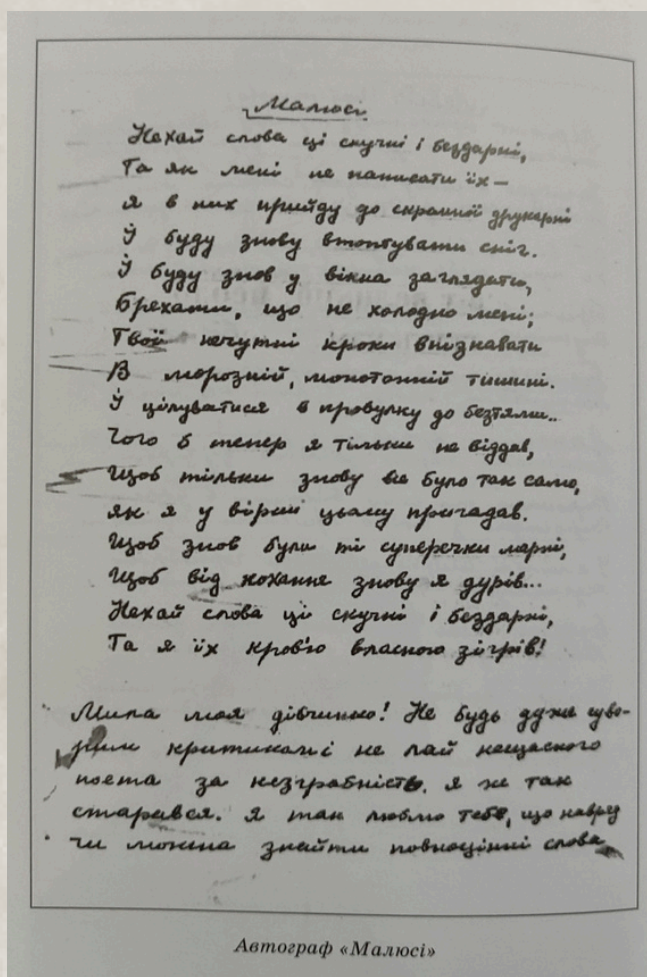 Малюсі
Нехай слова ці скучні і бездарні,
Та як мені не написати їх —
Я в них прийду до скрамної друкарні
Й буду знову втоптувати сніг.
Й буду знов у вікна заглядати,
Брехати, що не холодно мені;
Твої нечутні кроки впізнавати
В морозній, монотонній тишині.
Й цілуватися в провулку до безтями..
Чого б тепер я тільки не віддав,
Щоб тільки знову все було так само,
Як я у вірші цьому пригадав.
Щоб знов були ті суперечки марні,
Щоб від кохання знову я дурів...
Нехай слова ці скучні і бездарні,
Та я їх кров'ю власною зігрів!
Мила моя дівчинко! Не будь дуже суво-
рим критиком і не лай нещасного
поета за незграбність. Я же так
старався. Я так люблю тебе, що навряд
чи можна знайти повноцінні слова
Автограф «Малюсі»